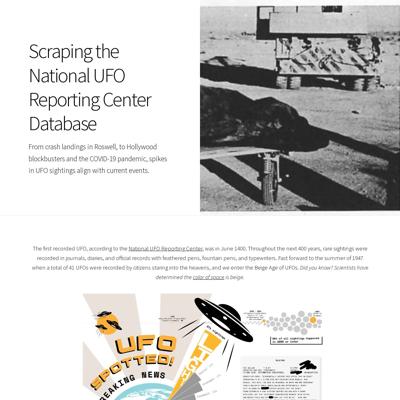 Scraping the
National UFO
Reporting Center
Database
From crash landings in Roswell, to Hollywood
blockbusters and the COVID-19 pandemic, spikes
in UFO sightings align with current events.
The first recorded UFO, according to the National UFO Reporting Center, was in June 1400. Throughout the next 400 years, rare sightings were
recorded in journals, diaries, and official records with feathered pens, fountain pens, and typewriters. Fast forward to the summer of 1947
when a total of 41 UFOs were recorded by citizens staring into the heavens, and we enter the Beige Age of UFOs. Did you know? Scientists have
determined the color of space is beige.
UFO
SPOTTED!
BREAKING NEWS